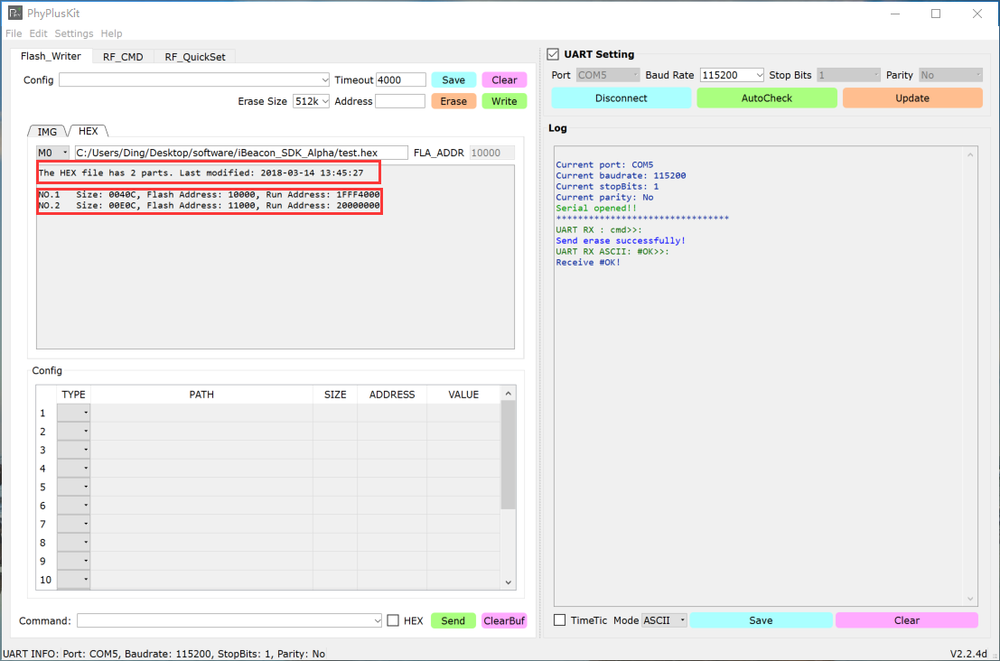 PhyPlusKit
File Edit Settings Help
Flash_Writer RF_CMD RF_QuickSet
Config Timeout 4000 Save Clear
Erase Size 512k Address Erase Write
IMG HEX
M0 C:/Users/Ding/Desktop/software/iBeacon_SDK_Alpha/test.hex FLA_ADDR 10000
The HEX file has 2 parts. Last modified: 2018-03-14 13:45:27
NO.1 Size: 0040C, Flash Address: 10000, Run Address: 1FFF4000
NO.2 Size: 00E0C, Flash Address: 11000, Run Address: 20000000
Config
TYPE PATH SIZE ADDRESS VALUE
1
2
3
4
5
6
7
8
9
10
Command: HEX Send ClearBuf
UART Setting
Port COM5 Baud Rate 115200 Stop Bits 1 Parity No
Disconnect AutoCheck Update
Log
Current port: COM5
Current baudrate: 115200
Current stopBits: 1
Current parity: No
Serial opened!!
********************************
UART RX : cmd>>:
Send erase successfully!
UART RX ASCII: #OK>>:
Receive #OK!
TimeTic Mode ASCII Save Clear
UART INFO: Port: COM5, Baudrate: 115200, StopBits: 1, Parity: No V2.2.4d